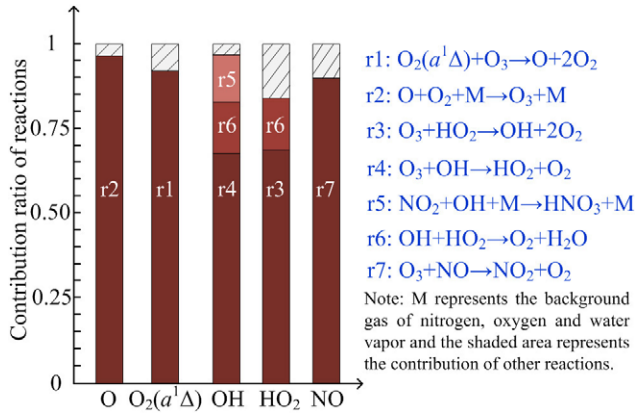 Contribution ratio of reactions
1
0.75
0.50
0.25
0
r2
r1
r5
r6
r4
r6
r3
r7
O O₂(a¹Δ) OH HO₂ NO
r1: O₂(a¹Δ)+O₃→O+2O₂
r2: O+O₂+M→O₃+M
r3: O₃+HO₂→OH+2O₂
r4: O₃+OH→HO₂+O₂
r5: NO₂+OH+M→HNO₃+M
r6: OH+HO₂→O₂+H₂O
r7: O₃+NO→NO₂+O₂
Note: M represents the background
gas of nitrogen, oxygen and water
vapor and the shaded area represents
the contribution of other reactions.